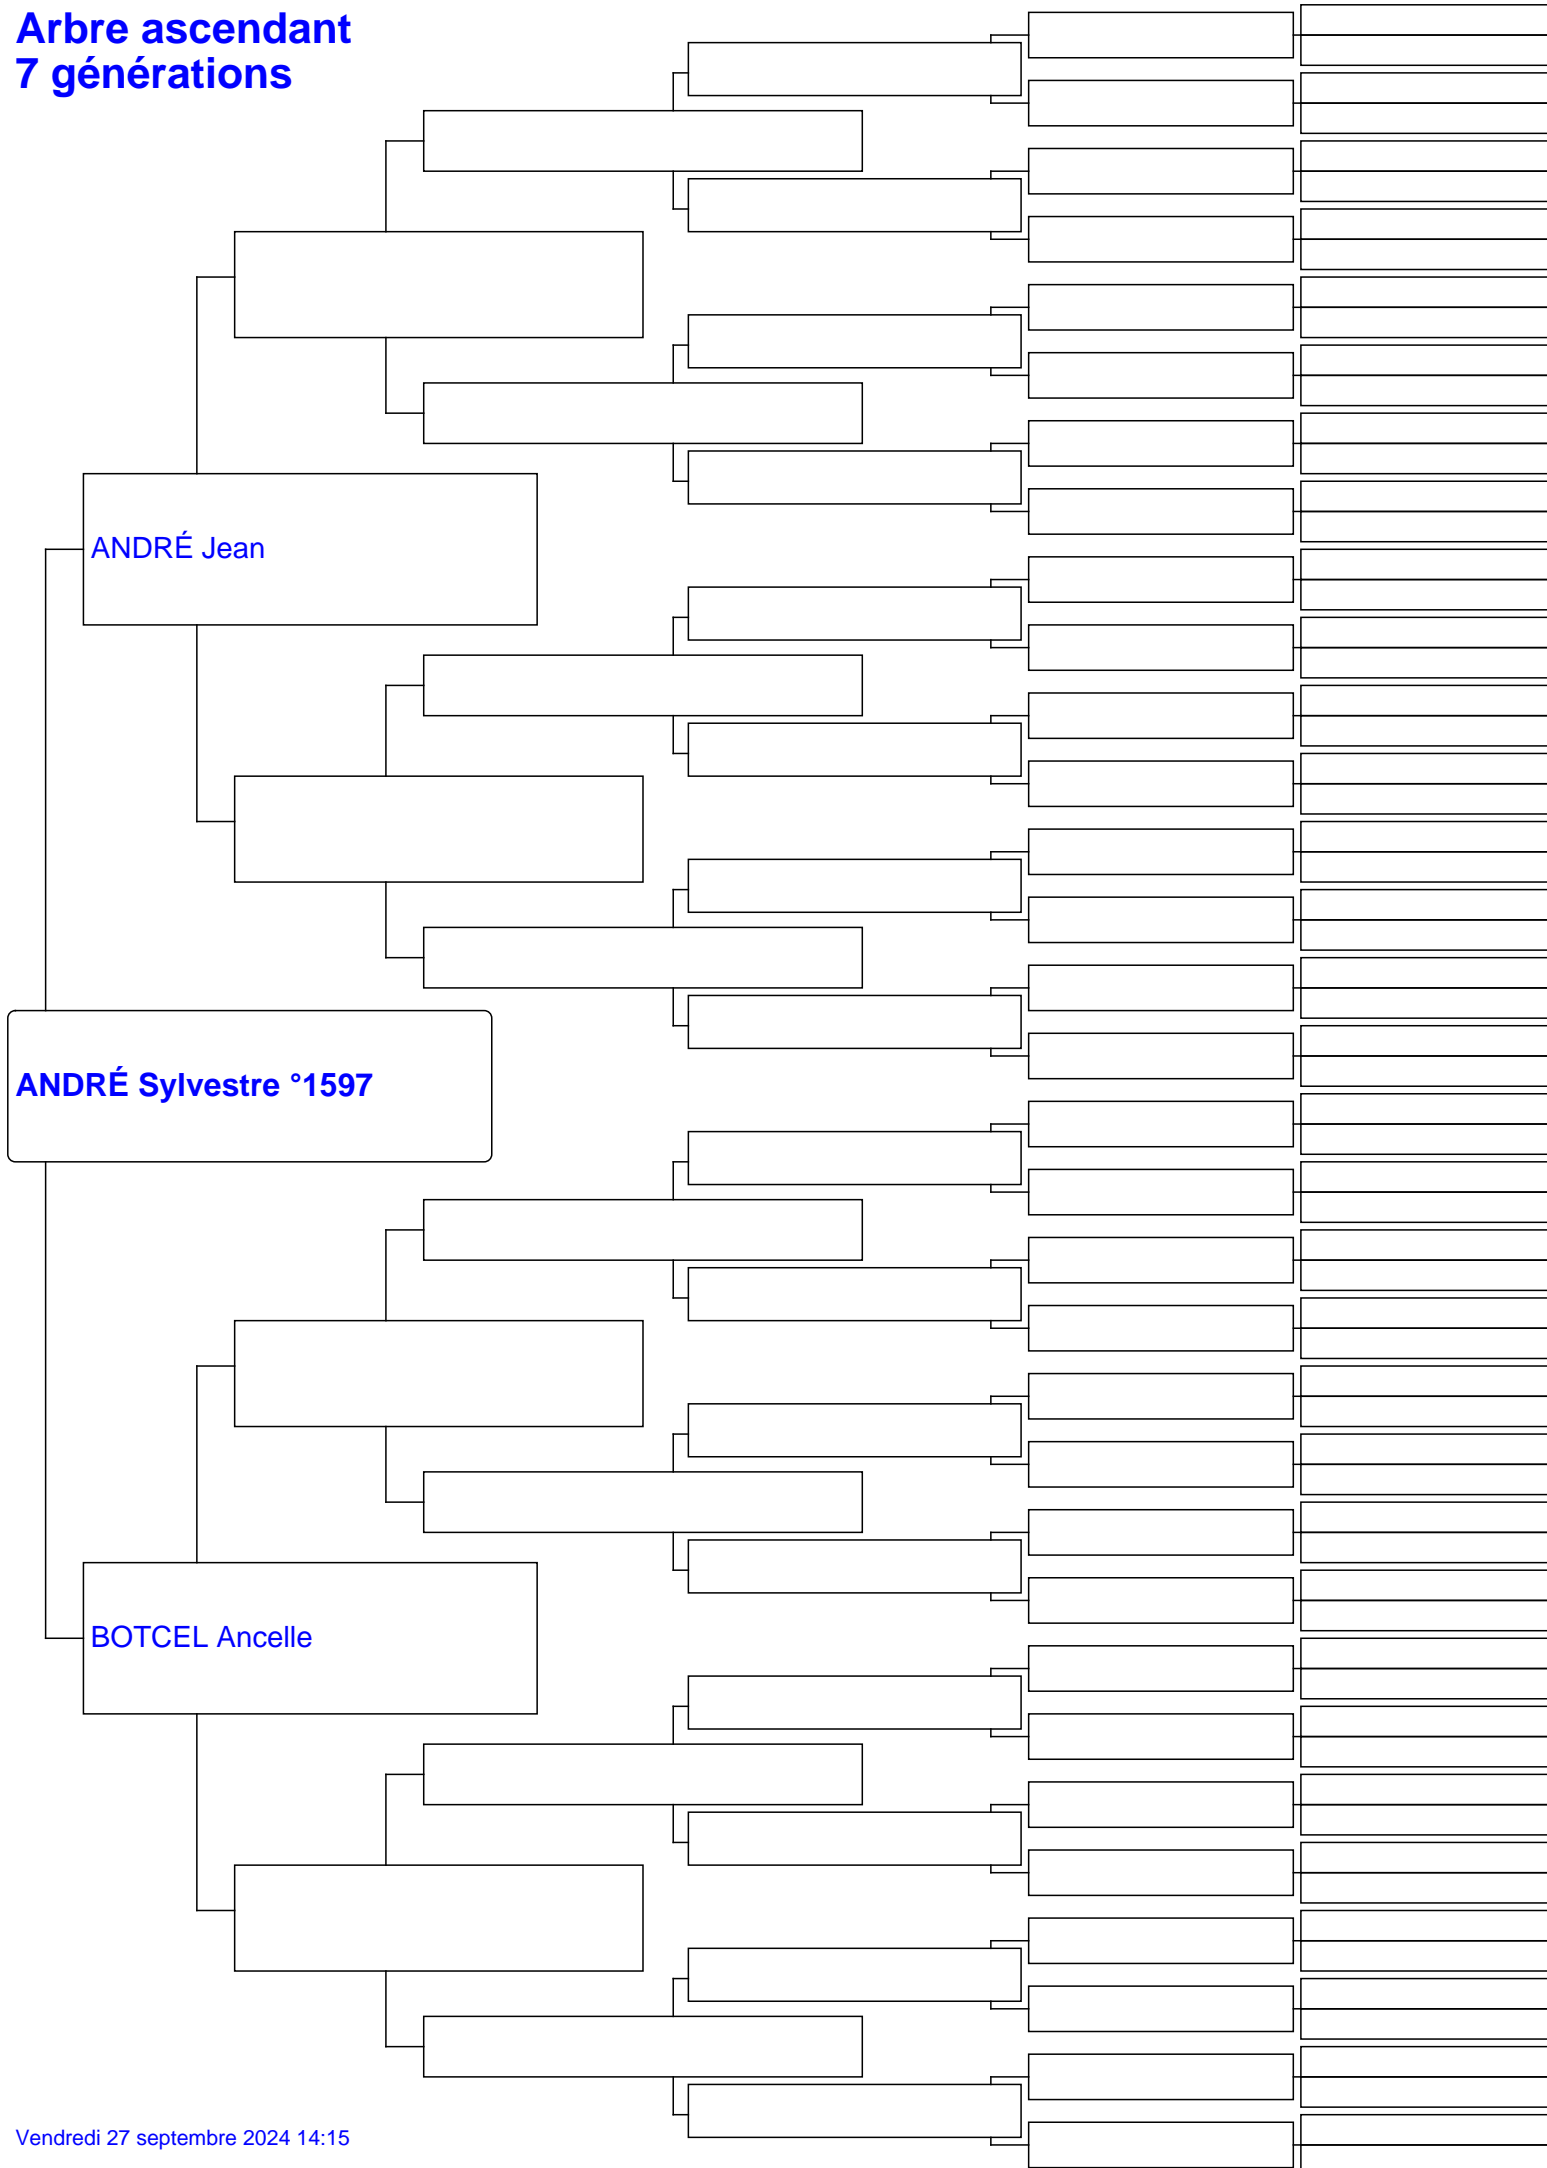 Arbre ascendant
7 générations
ANDRÉ Jean
ANDRÉ Sylvestre °1597
BOTCEL Ancelle
Vendredi 27 septembre 2024 14:15